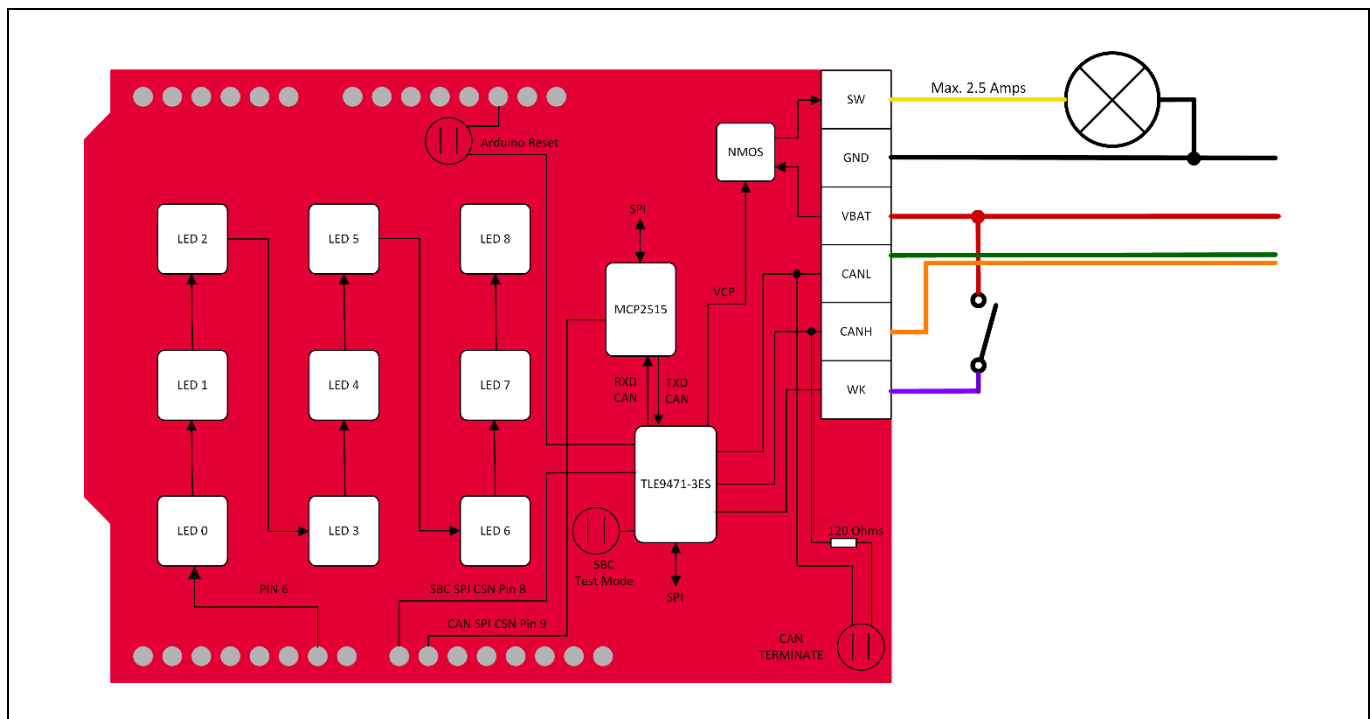 Max. 2.5 Amps
SW
Arduino Reset
NMOS
GND
LED 2
LED 5
LED 8
SPI
VBAT
CANL
VCP
MCP2515
CANH
LED 1
LED 4
LED 7
RXD
CAN
TXD
CAN
WK
TLE9471-3ES
LED 0
LED 3
LED 6
120 Ohms
SBC
Test Mode
PIN 6
SBC SPI CSN Pin 8
SPI
CAN SPI CSN Pin 9
CAN
TERMINATE